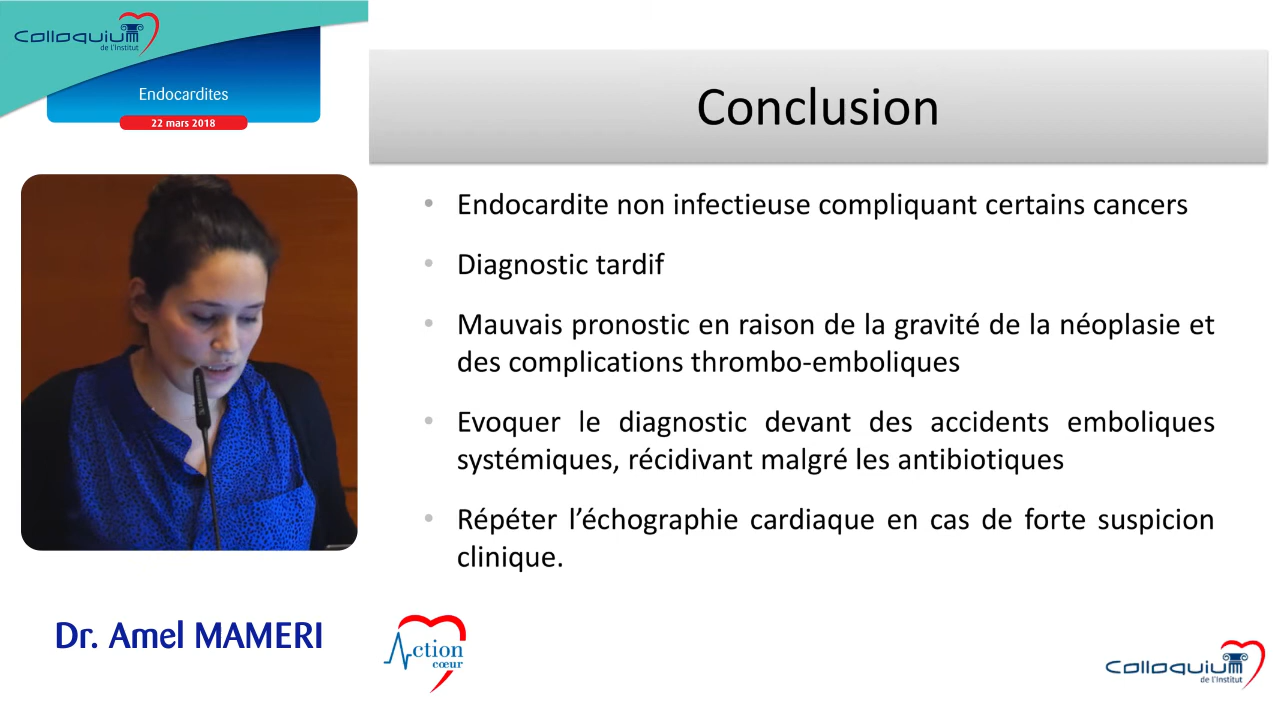 Colloquium
de l'Institut
Endocardites
22 mars 2018
Conclusion
• Endocardite non infectieuse compliquant certains cancers
• Diagnostic tardif
• Mauvais pronostic en raison de la gravité de la néoplasie et
des complications thrombo-emboliques
• Evoquer le diagnostic devant des accidents emboliques
systémiques, récidivant malgré les antibiotiques
• Répéter l’échographie cardiaque en cas de forte suspicion
clinique.
Dr. Amel MAMERI
Action
cœur
Colloquium
de l'Institut